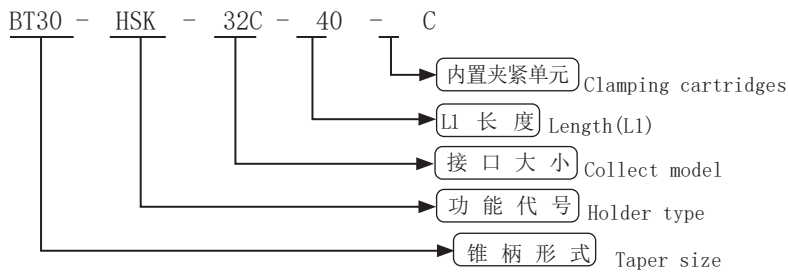 BT30 - HSK - 32C - 40 - C
内置夹紧单元 Clamping cartridges
L1 长 度 Length(L1)
接 口 大 小 Collect model
功 能 代 号 Holder type
锥 柄 形 式 Taper size